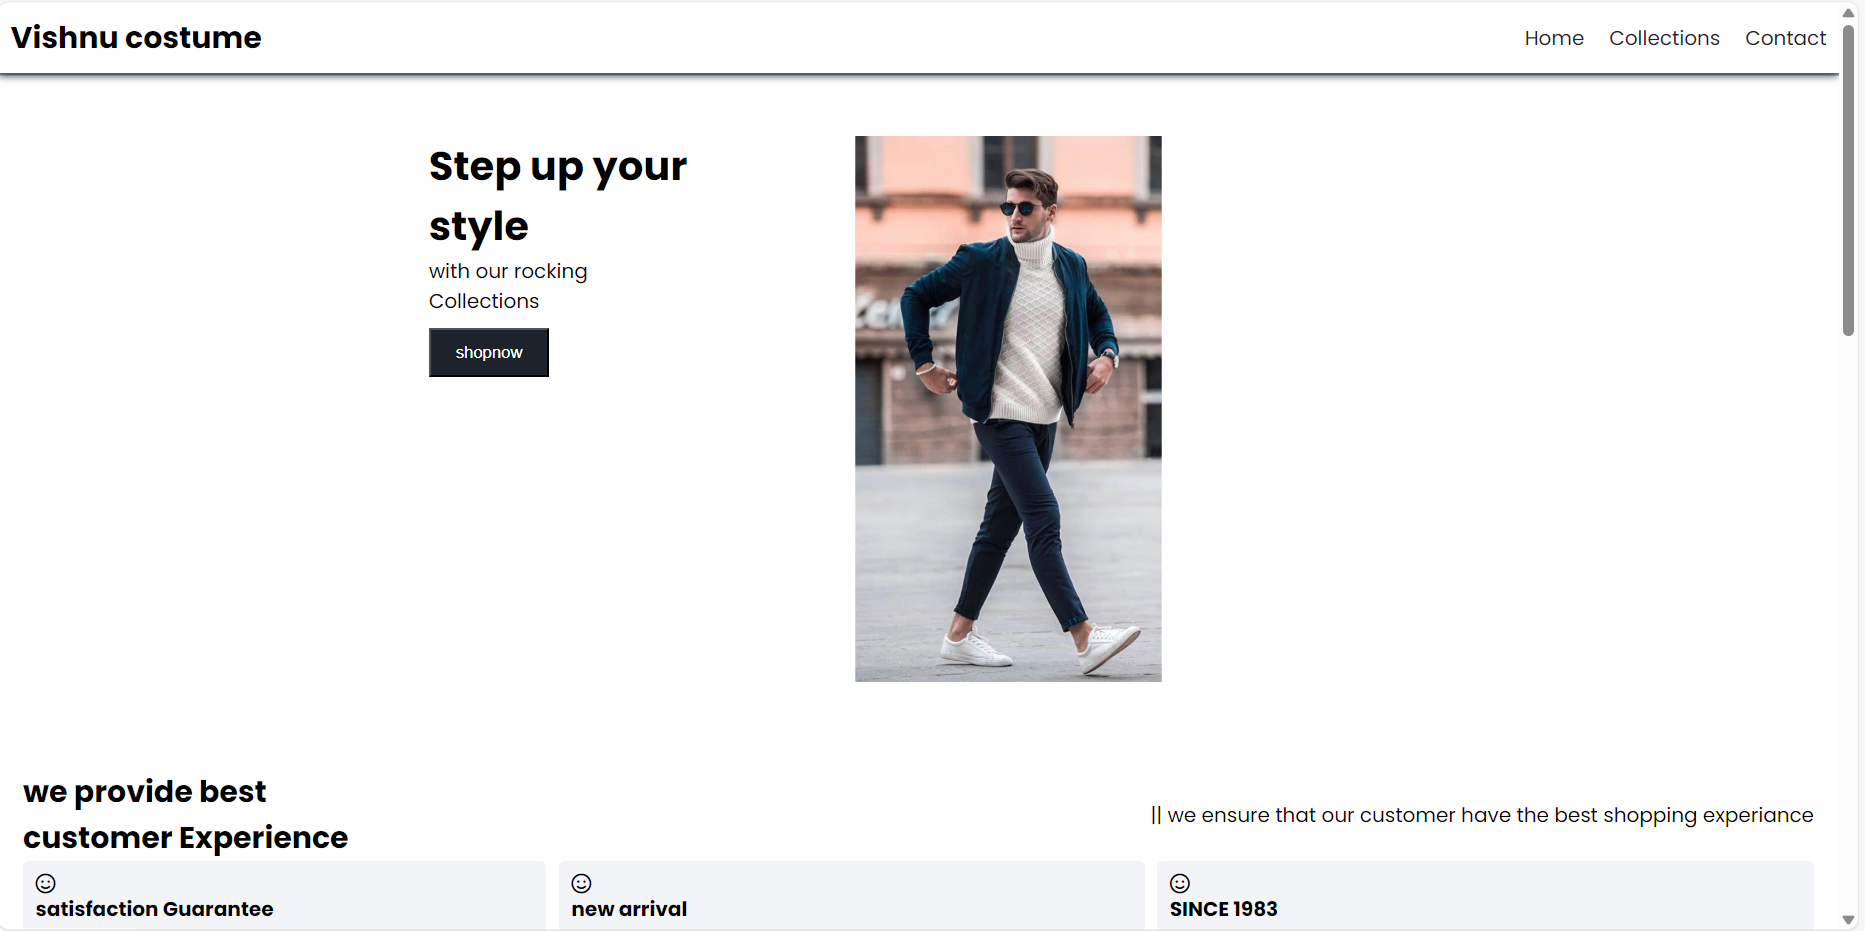 Vishnu costume
Home Collections Contact
Step up your
style
with our rocking
Collections
shopnow
we provide best
customer Experience
|| we ensure that our customer have the best shopping experiance
satisfaction Guarantee
new arrival
SINCE 1983